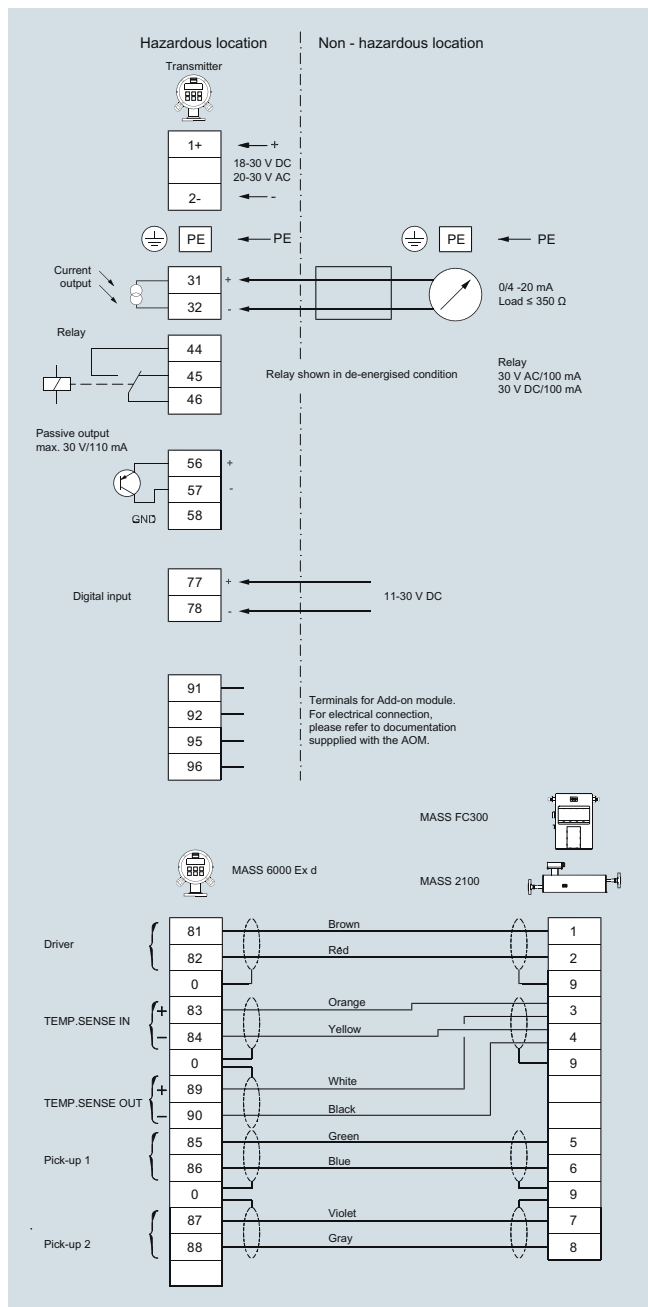 Hazardous location
Non - hazardous location
Transmitter
1+
+
18-30 V DC
20-30 V AC
2-
-
PE
PE
PE
PE
Current
output
31
+
32
-
0/4 -20 mA
Load ≤ 350 Ω
Relay
44
45
46
Relay shown in de-energised condition
Relay
30 V AC/100 mA
30 V DC/100 mA
Passive output
max. 30 V/110 mA
56
+
57
-
GND
58
Digital input
77
+
78
-
11-30 V DC
91
92
95
96
Terminals for Add-on module.
For electrical connection,
please refer to documentation
suppplied with the AOM.
MASS FC300
MASS 6000 Ex d
MASS 2100
Driver
81
Brown
1
82
Red
2
0
9
TEMP.SENSE IN
+
83
Orange
3
−
84
Yellow
4
0
9
TEMP.SENSE OUT
+
89
White
−
90
Black
Pick-up 1
85
Green
5
86
Blue
6
0
9
Pick-up 2
87
Violet
7
88
Gray
8